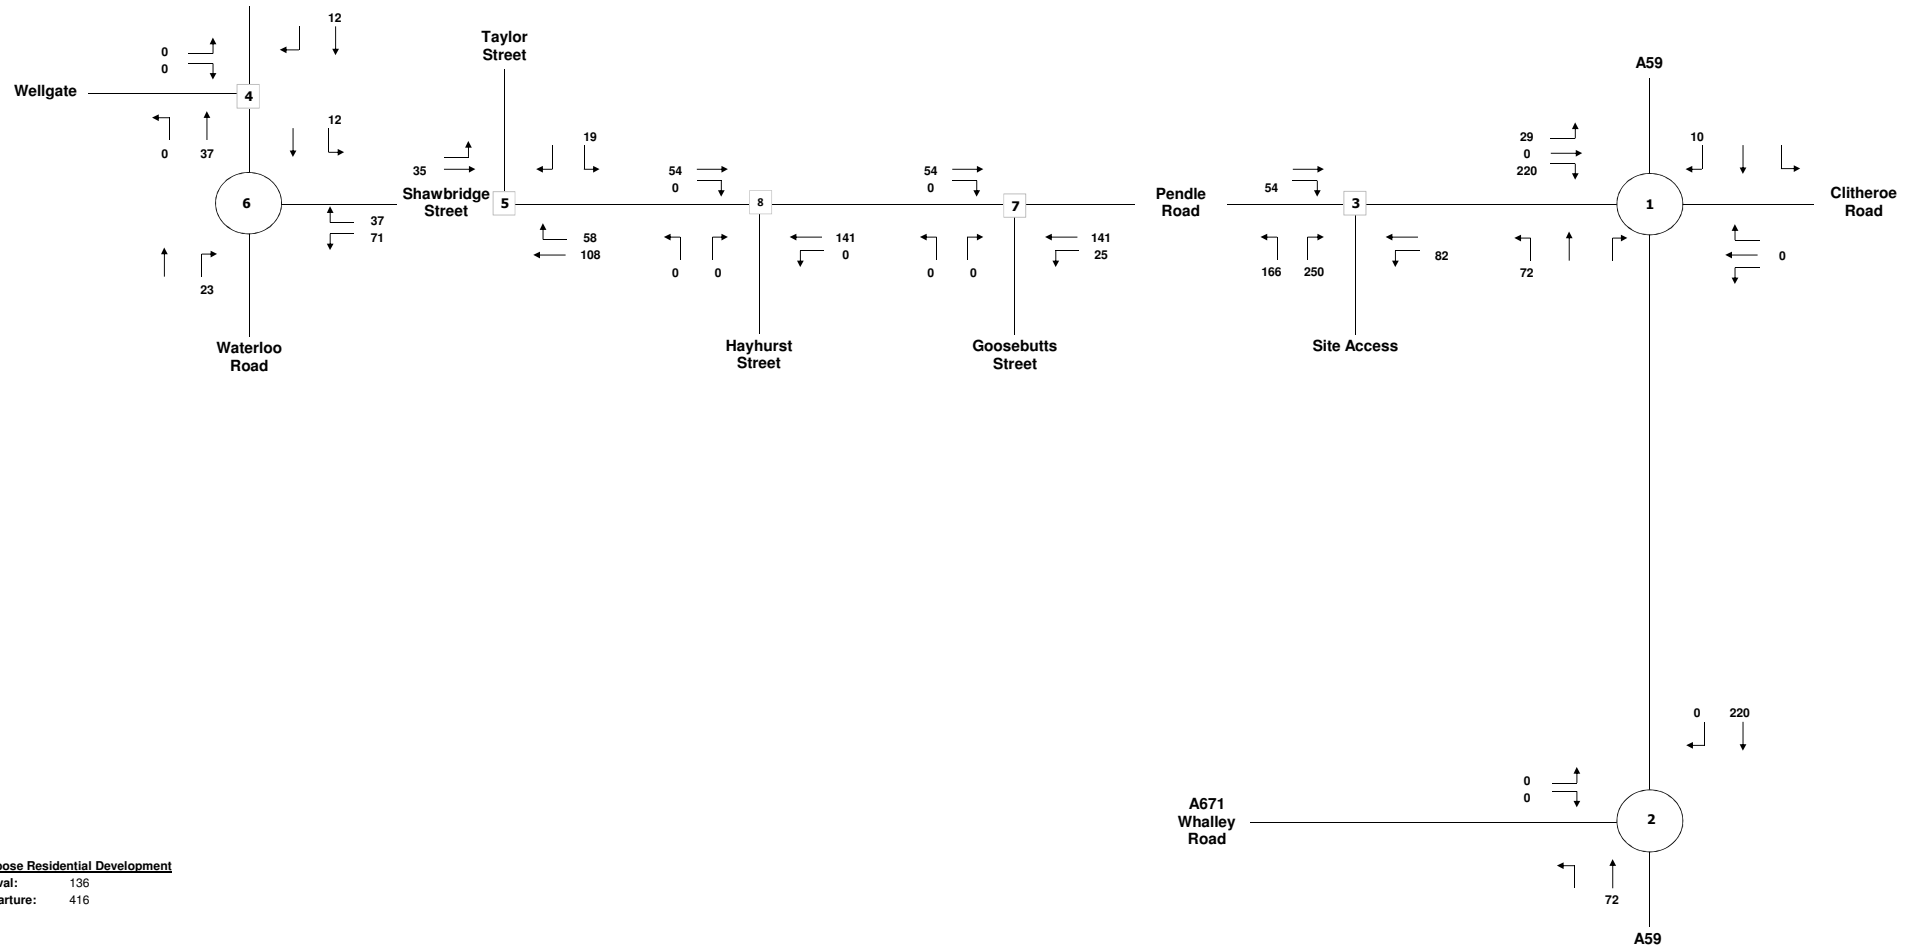 12
0
0
Wellgate
4
0
37
12
6
37
71
23
Waterloo
Road
Taylor
Street
35
19
Shawbridge
Street
5
58
108
54
0
8
0
0
141
0
Hayhurst
Street
54
0
7
0
0
141
25
Goosebutts
Street
Pendle
Road
54
3
166
250
82
Site Access
A59
29
0
220
10
1
Clitheroe
Road
72
0
0
220
0
0
A671
Whalley
Road
2
72
A59
Residential Development
136
416